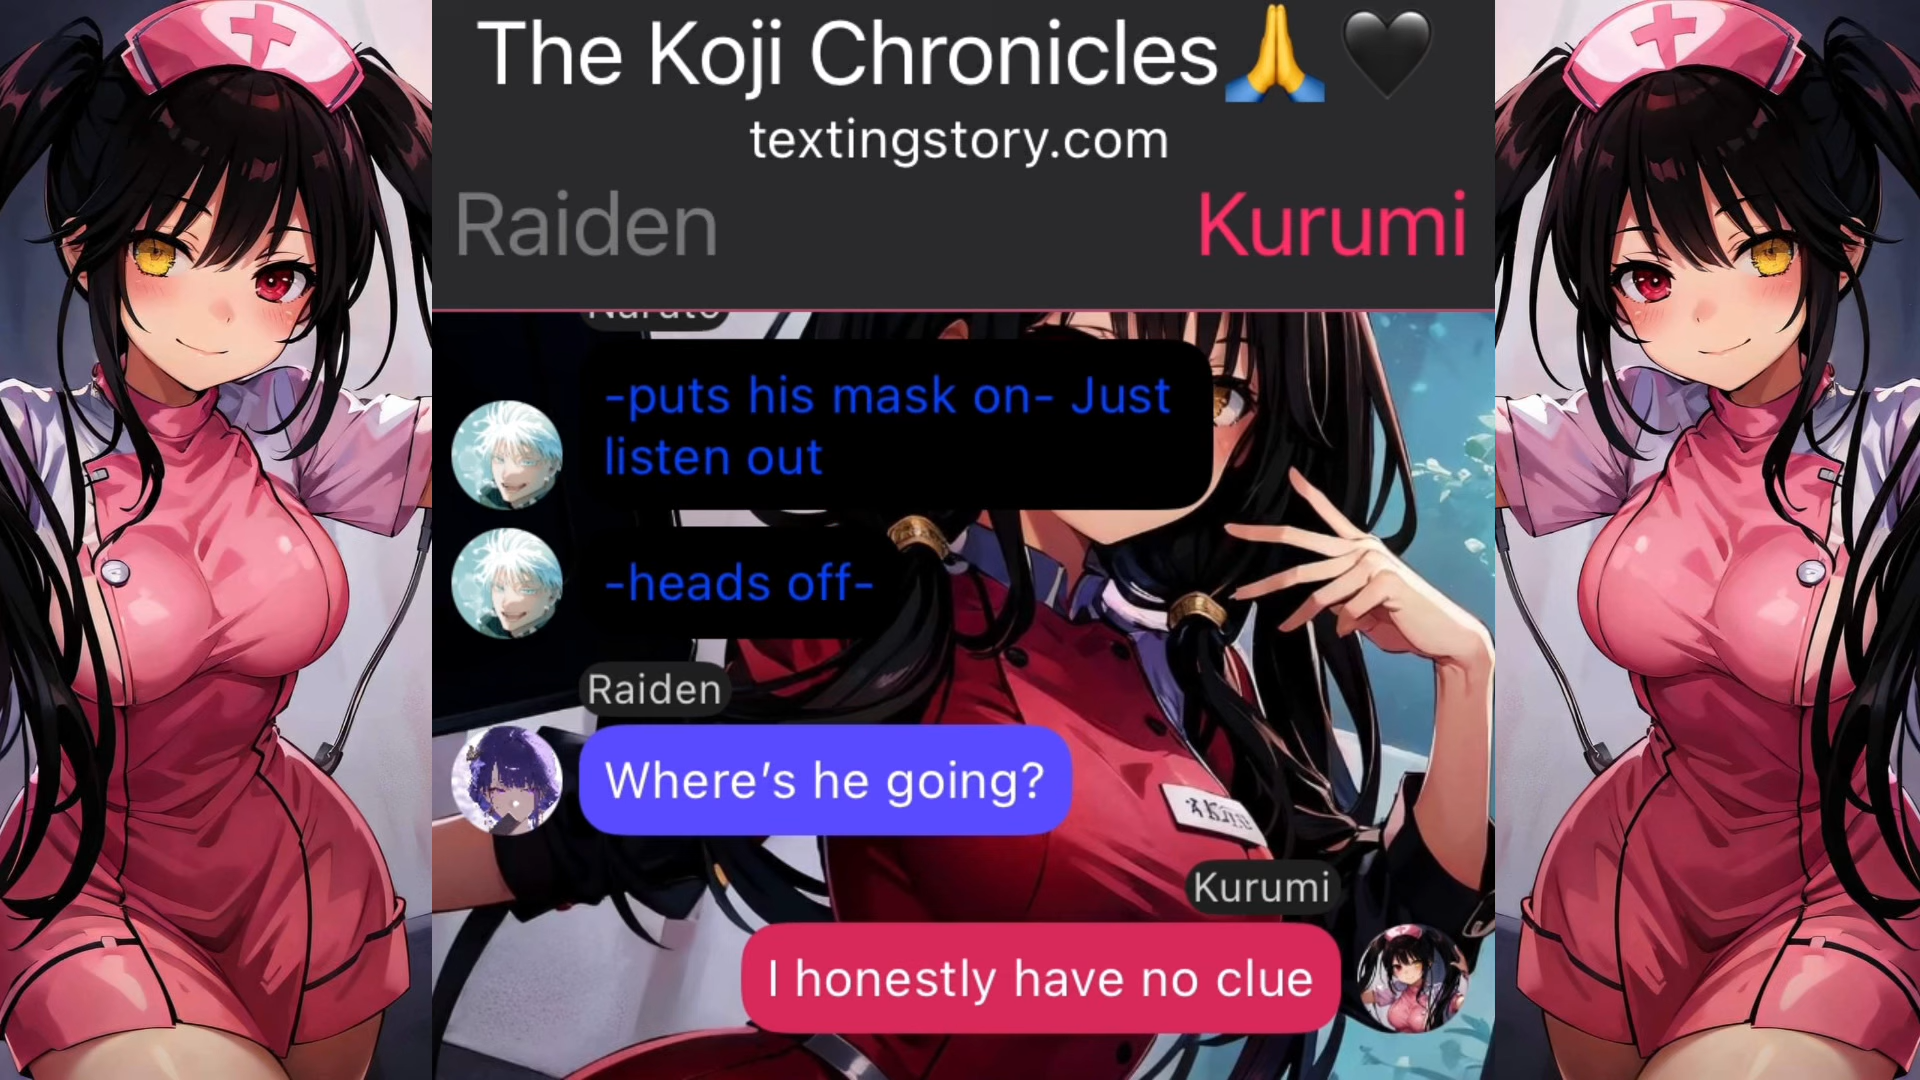 The Koji Chronicles🙏🖤
textingstory.com
Raiden
Kurumi
Naruto
-puts his mask on- Just
listen out
-heads off-
Raiden
Where's he going?
Kurumi
I honestly have no clue